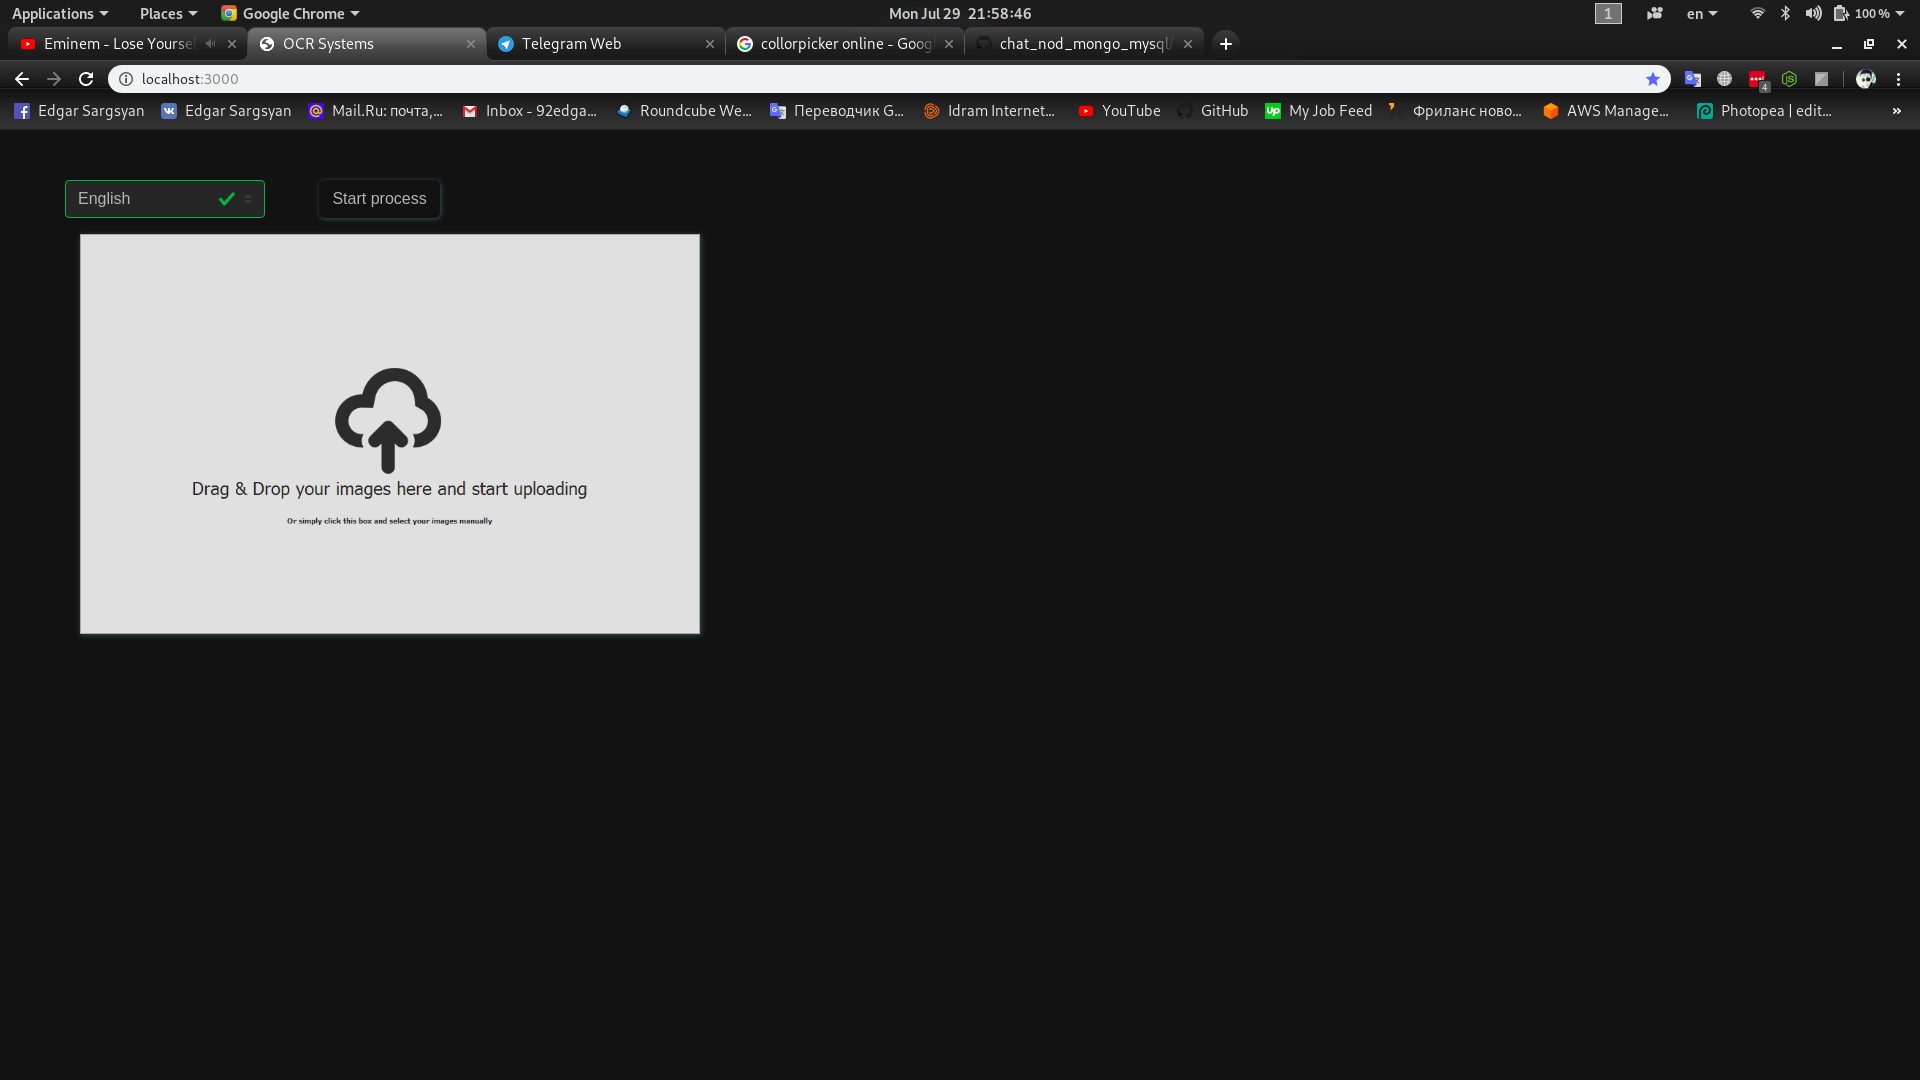 Applications Places Google Chrome Mon Jul 29 21:58:46 1 en 100 %
Eminem - Lose Yoursel OCR Systems Telegram Web collorpicker online - Goog chat_nod_mongo_mysql/
localhost:3000 4
Edgar Sargsyan Edgar Sargsyan Mail.Ru: почта,... Inbox - 92edga... Roundcube We... Переводчик G... Idram Internet... YouTube GitHub up My Job Feed Фриланс ново... AWS Manage... Photopea | edit... »
English Start process
Drag & Drop your images here and start uploading
Or simply click this box and select your images manually